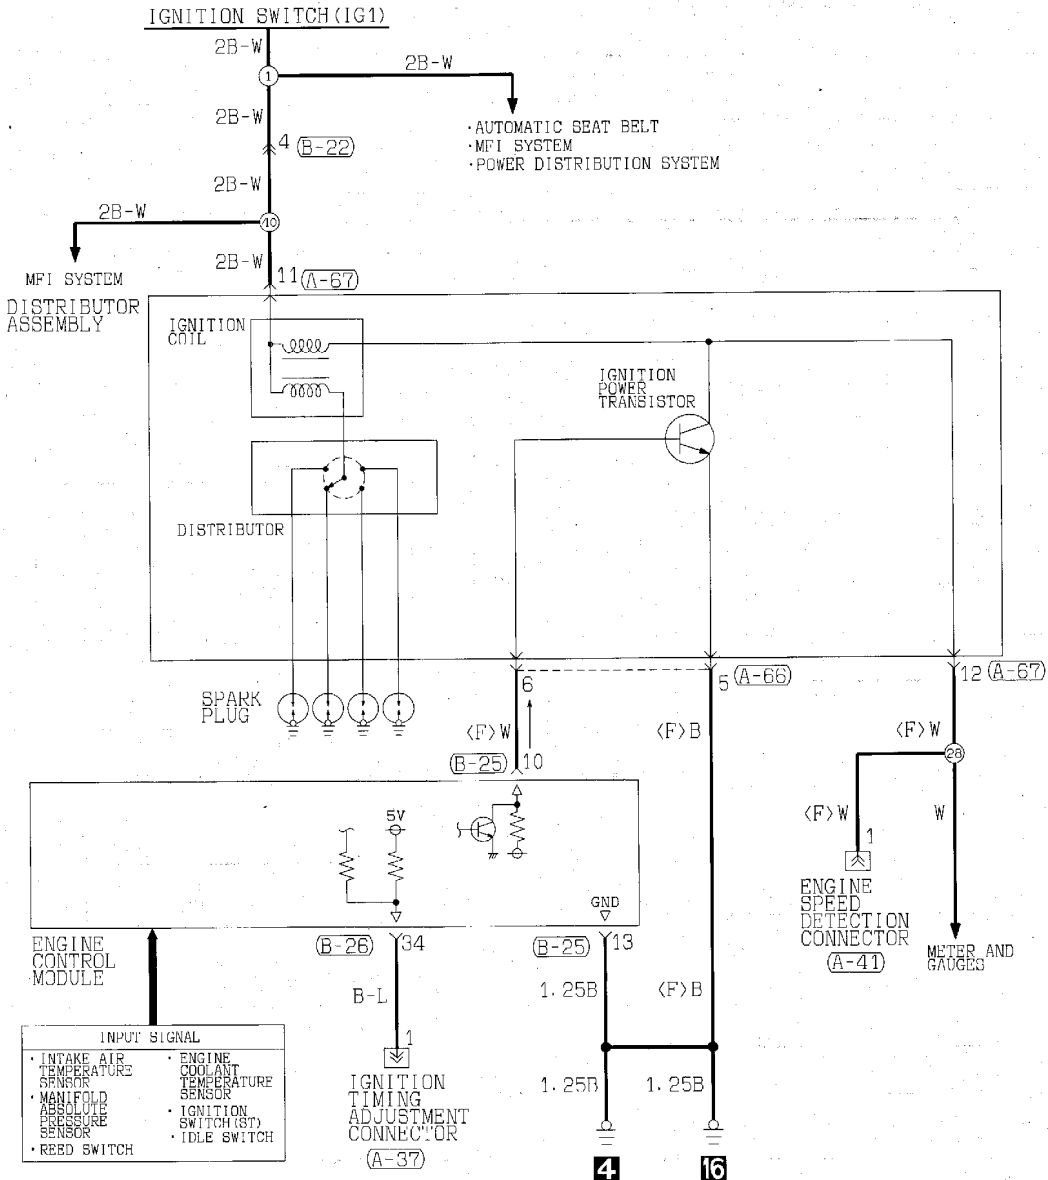 IGNITION SWITCH(IG1)
2B-W
1
2B-W
2B-W
·AUTOMATIC SEAT BELT
·MFI SYSTEM
·POWER DISTRIBUTION SYSTEM
4 (B-22)
2B-W
2B-W
10
2B-W
MFI SYSTEM
11 (A-67)
DISTRIBUTOR
ASSEMBLY
IGNITION
COIL
IGNITION
POWER
TRANSISTOR
DISTRIBUTOR
SPARK
PLUG
6
5 (A-66)
12 (A-67)
<F>W
<F>B
<F>W
(B-25) 10
28
<F>W
W
5V
1
GND
ENGINE
SPEED
DETECTION
CONNECTOR
(A-41)
METER AND
GAUGES
ENGINE
CONTROL
MODULE
(B-26) 34
(B-25) 13
B-L
1.25B
<F>B
1
IGNITION
TIMING
ADJUSTMENT
CONNECTOR
(A-37)
1.25B
1.25B
4
16
INPUT SIGNAL
· INTAKE AIR
TEMPERATURE
SENSOR
· MANIFOLD
ABSOLUTE
PRESSURE
SENSOR
· REED SWITCH
· ENGINE
COOLANT
TEMPERATURE
SENSOR
· IGNITION
SWITCH(ST)
· IDLE SWITCH